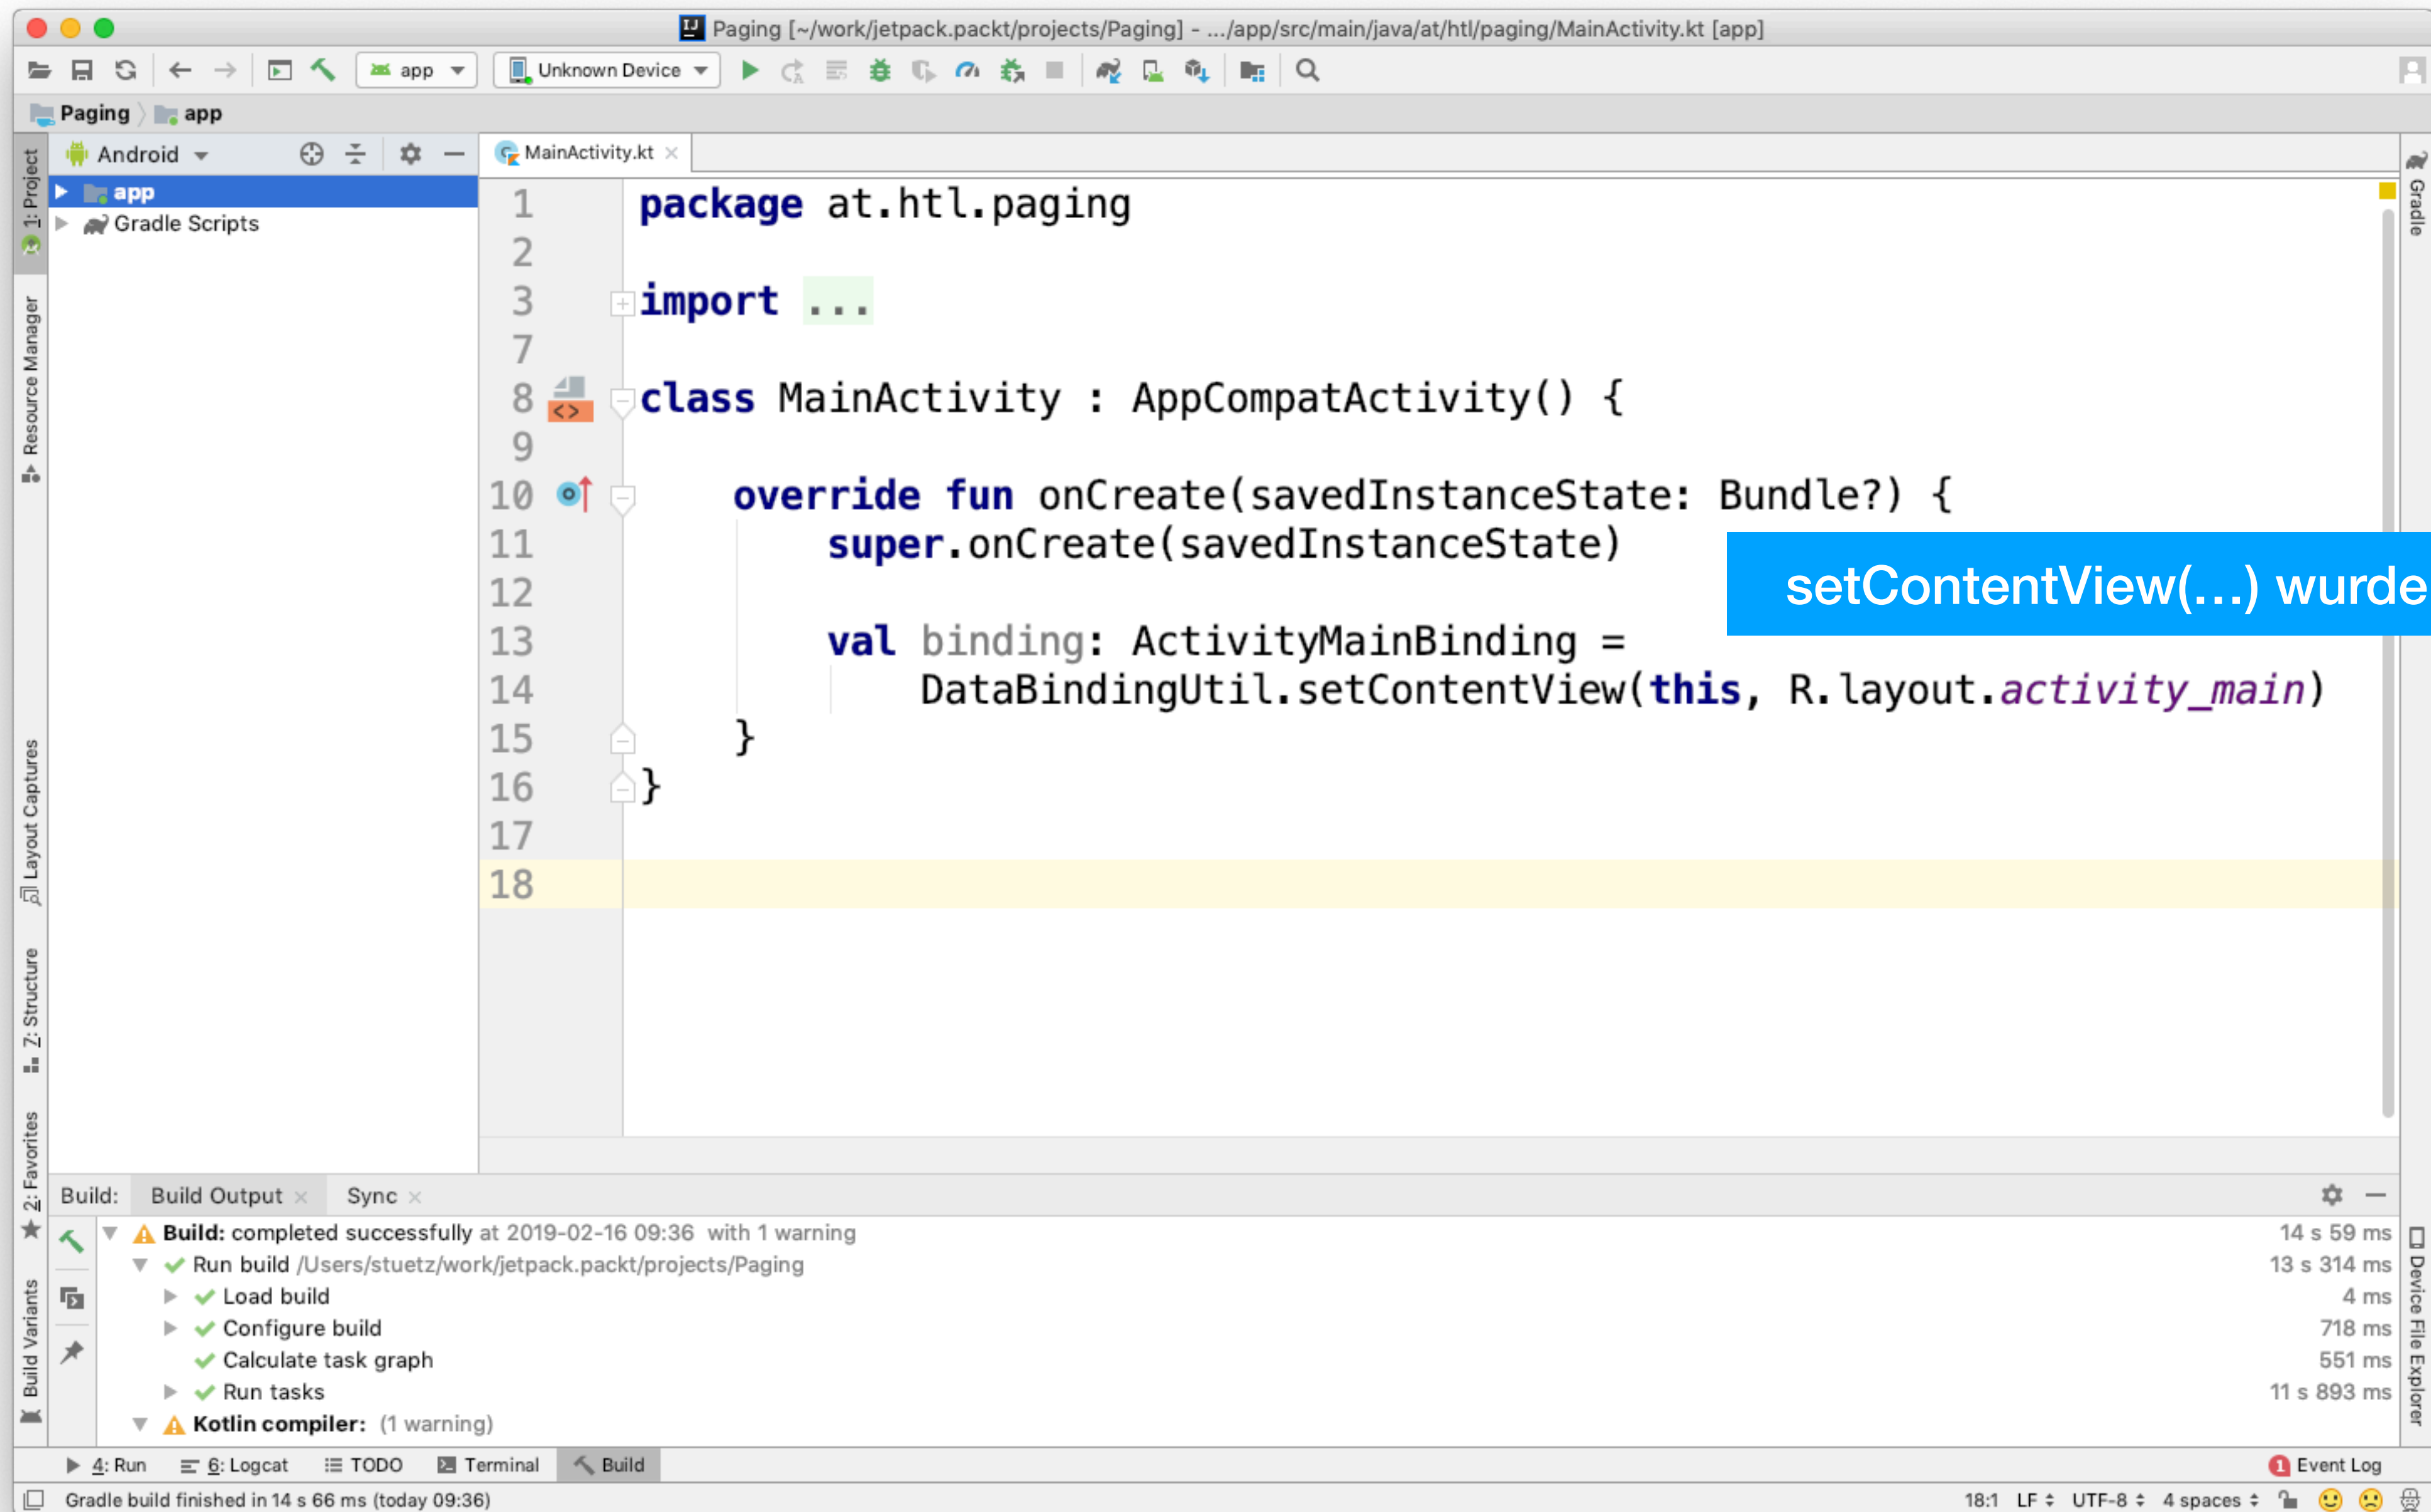 Paging [~/work/jetpack.packt/projects/Paging] - .../app/src/main/java/at/htl/paging/MainActivity.kt [app]
app
Unknown Device
Paging
app
1: Project
Android
MainActivity.kt
Gradle
app
Gradle Scripts
Resource Manager
Layout Captures
7: Structure
2: Favorites
Build Variants
Device File Explorer
1 package at.htl.paging
2
3 import ...
7
8 class MainActivity : AppCompatActivity() {
9
10 override fun onCreate(savedInstanceState: Bundle?) {
11 super.onCreate(savedInstanceState)
12
13 val binding: ActivityMainBinding =
14 DataBindingUtil.setContentView(this, R.layout.activity_main)
15 }
16 }
17
18
setContentView(...) wurde
Build: Build Output Sync
Build: completed successfully at 2019-02-16 09:36 with 1 warning 14 s 59 ms
Run build /Users/stuetz/work/jetpack.packt/projects/Paging 13 s 314 ms
Load build 4 ms
Configure build 718 ms
Calculate task graph 551 ms
Run tasks 11 s 893 ms
Kotlin compiler: (1 warning)
4: Run 6: Logcat TODO Terminal Build 1 Event Log
Gradle build finished in 14 s 66 ms (today 09:36) 18:1 LF UTF-8 4 spaces